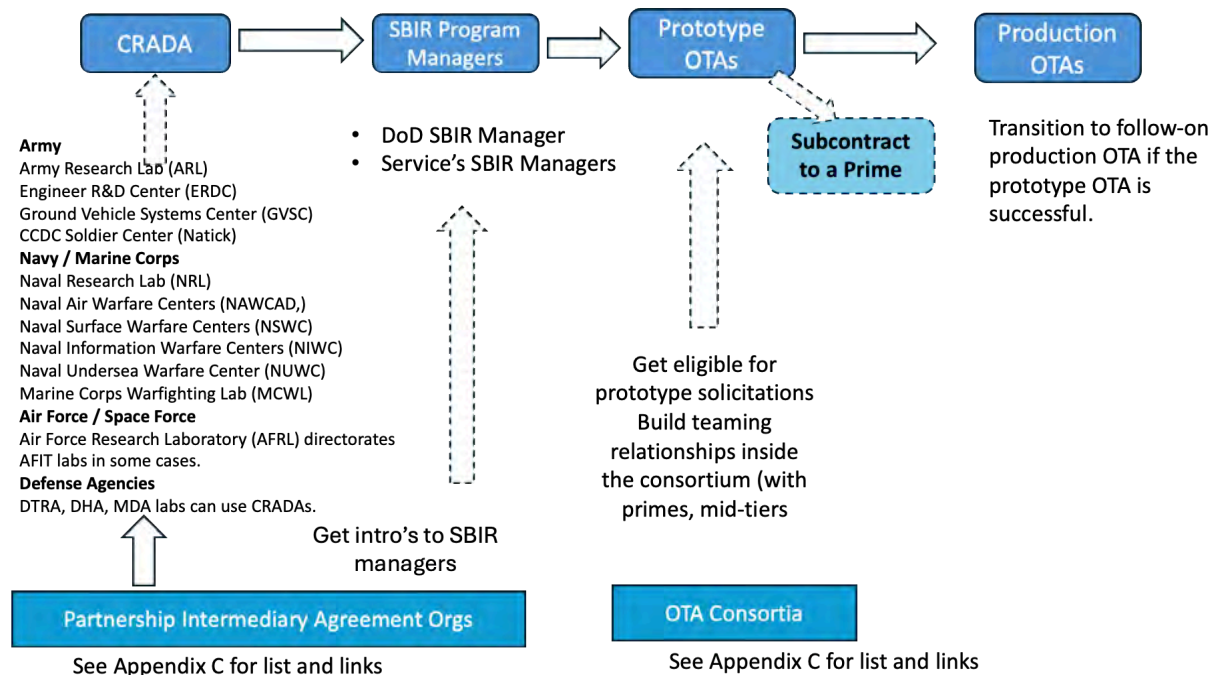 CRADA
SBIR Program
Managers
Prototype
OTAs
Production
OTAs
Subcontract
to a Prime
Army
Army Research Lab (ARL)
Engineer R&D Center (ERDC)
Ground Vehicle Systems Center (GVSC)
CCDC Soldier Center (Natick)
Navy / Marine Corps
Naval Research Lab (NRL)
Naval Air Warfare Centers (NAWCAD,)
Naval Surface Warfare Centers (NSWC)
Naval Information Warfare Centers (NIWC)
Naval Undersea Warfare Center (NUWC)
Marine Corps Warfighting Lab (MCWL)
Air Force / Space Force
Air Force Research Laboratory (AFRL) directorates
AFIT labs in some cases.
Defense Agencies
DTRA, DHA, MDA labs can use CRADAs.
• DoD SBIR Manager
• Service's SBIR Managers
Transition to follow-on
production OTA if the
prototype OTA is
successful.
Get intro's to SBIR
managers
Get eligible for
prototype solicitations
Build teaming
relationships inside
the consortium (with
primes, mid-tiers
Partnership Intermediary Agreement Orgs
See Appendix C for list and links
OTA Consortia
See Appendix C for list and links